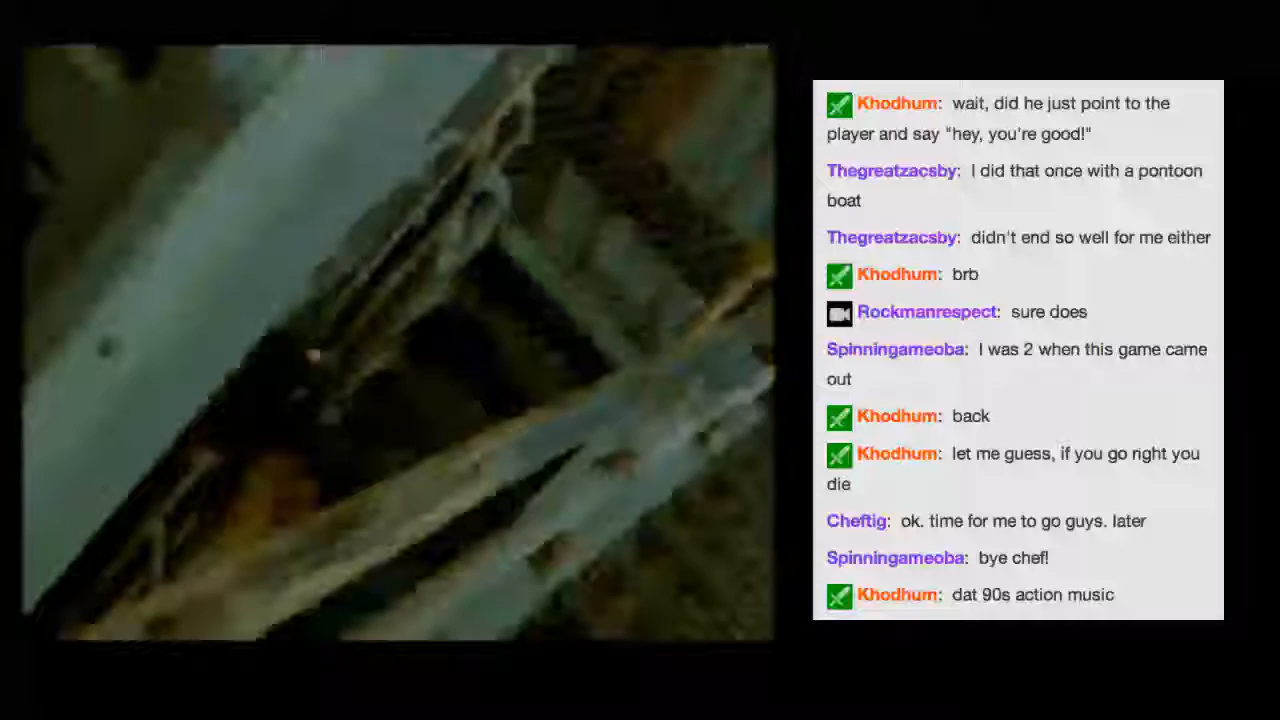 Khodhum: wait, did he just point to the
player and say "hey, you're good!"
Thegreatzacsby: I did that once with a pontoon
boat
Thegreatzacsby: didn't end so well for me either
Khodhum: brb
Rockmanrespect: sure does
Spinningameoba: I was 2 when this game came
out
Khodhum: back
Khodhum: let me guess, if you go right you
die
Cheftig: ok. time for me to go guys. later
Spinningameoba: bye chef!
Khodhum: dat 90s action music